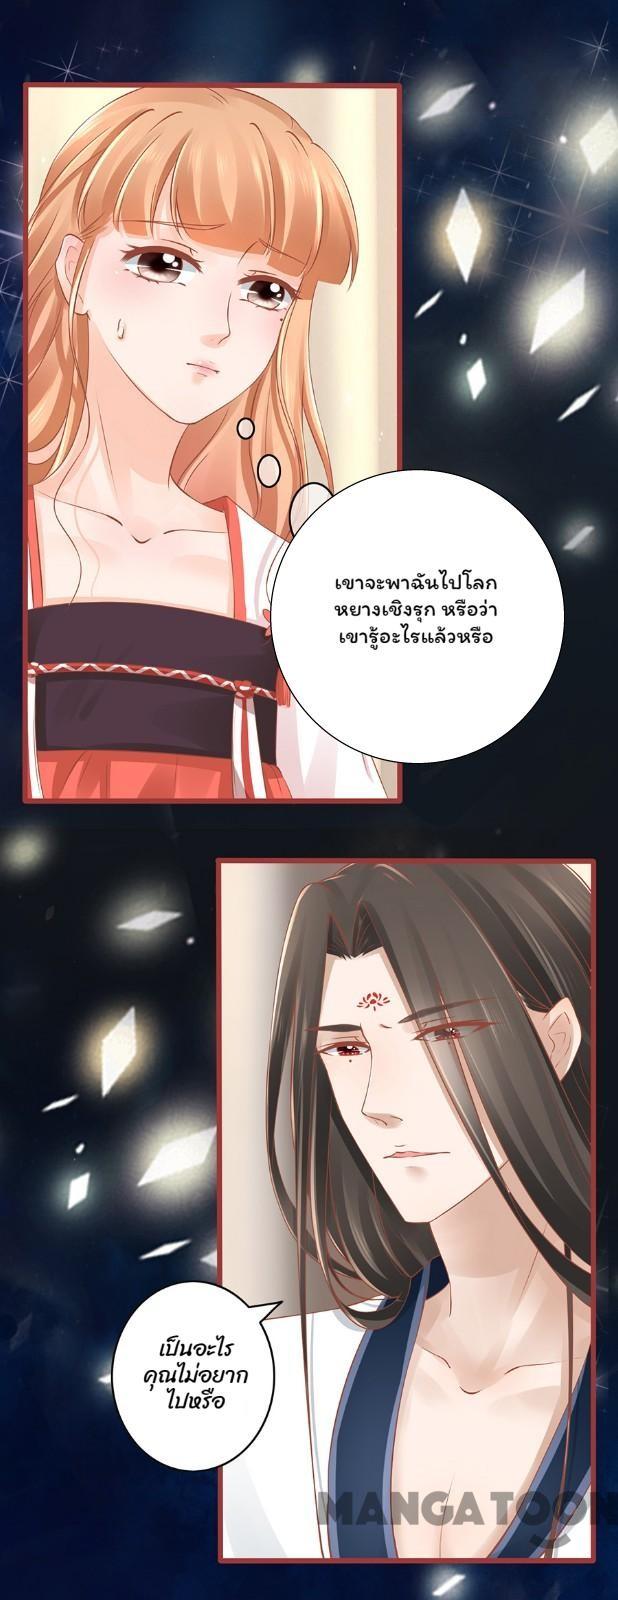 เขาจะพาฉันไปโลก
หยางเชิงรุก หรือว่า
เขารู้อะไรแล้วหรือ
เป็นอะไร
คุณไม่อยาก
ไปหรือ
MANGATOON